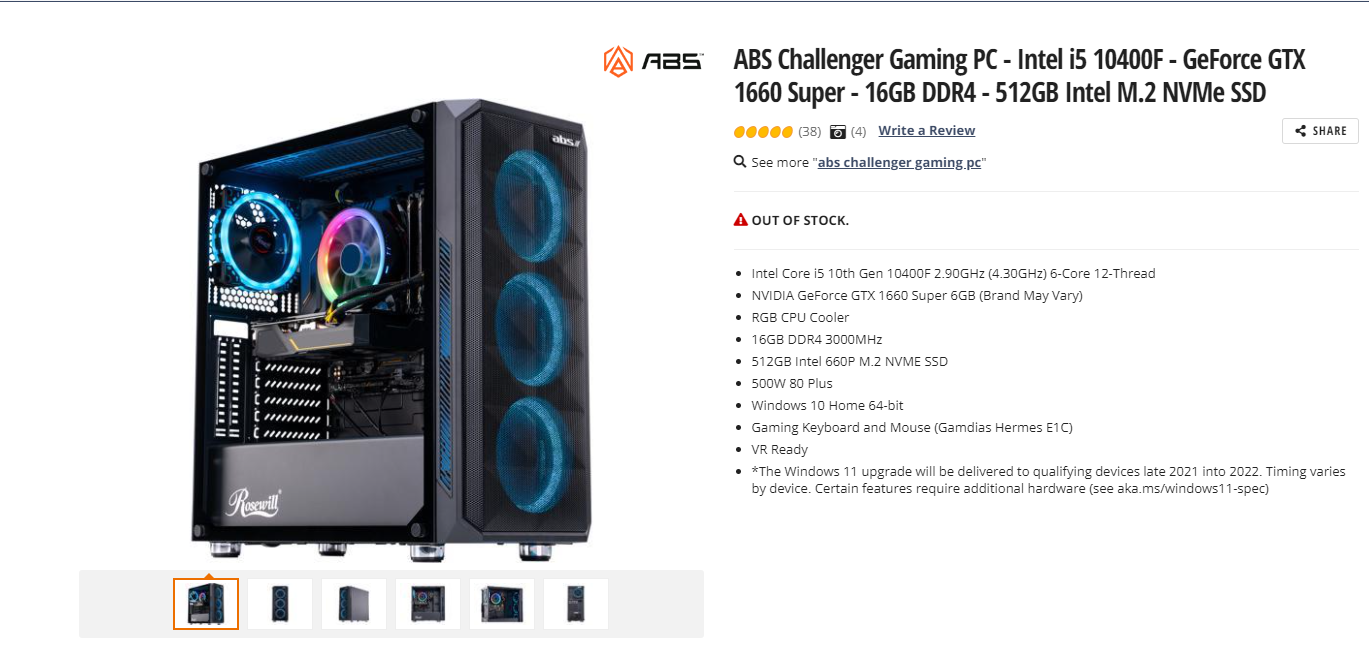 ABS
ABS Challenger Gaming PC - Intel i5 10400F - GeForce GTX
1660 Super - 16GB DDR4 - 512GB Intel M.2 NVMe SSD
(38) (4) Write a Review
SHARE
See more "abs challenger gaming pc"
OUT OF STOCK.
Intel Core i5 10th Gen 10400F 2.90GHz (4.30GHz) 6-Core 12-Thread
NVIDIA GeForce GTX 1660 Super 6GB (Brand May Vary)
RGB CPU Cooler
16GB DDR4 3000MHz
512GB Intel 660P M.2 NVME SSD
500W 80 Plus
Windows 10 Home 64-bit
Gaming Keyboard and Mouse (Gamdias Hermes E1C)
VR Ready
*The Windows 11 upgrade will be delivered to qualifying devices late 2021 into 2022. Timing varies
by device. Certain features require additional hardware (see aka.ms/windows11-spec)
abs
Rosewill